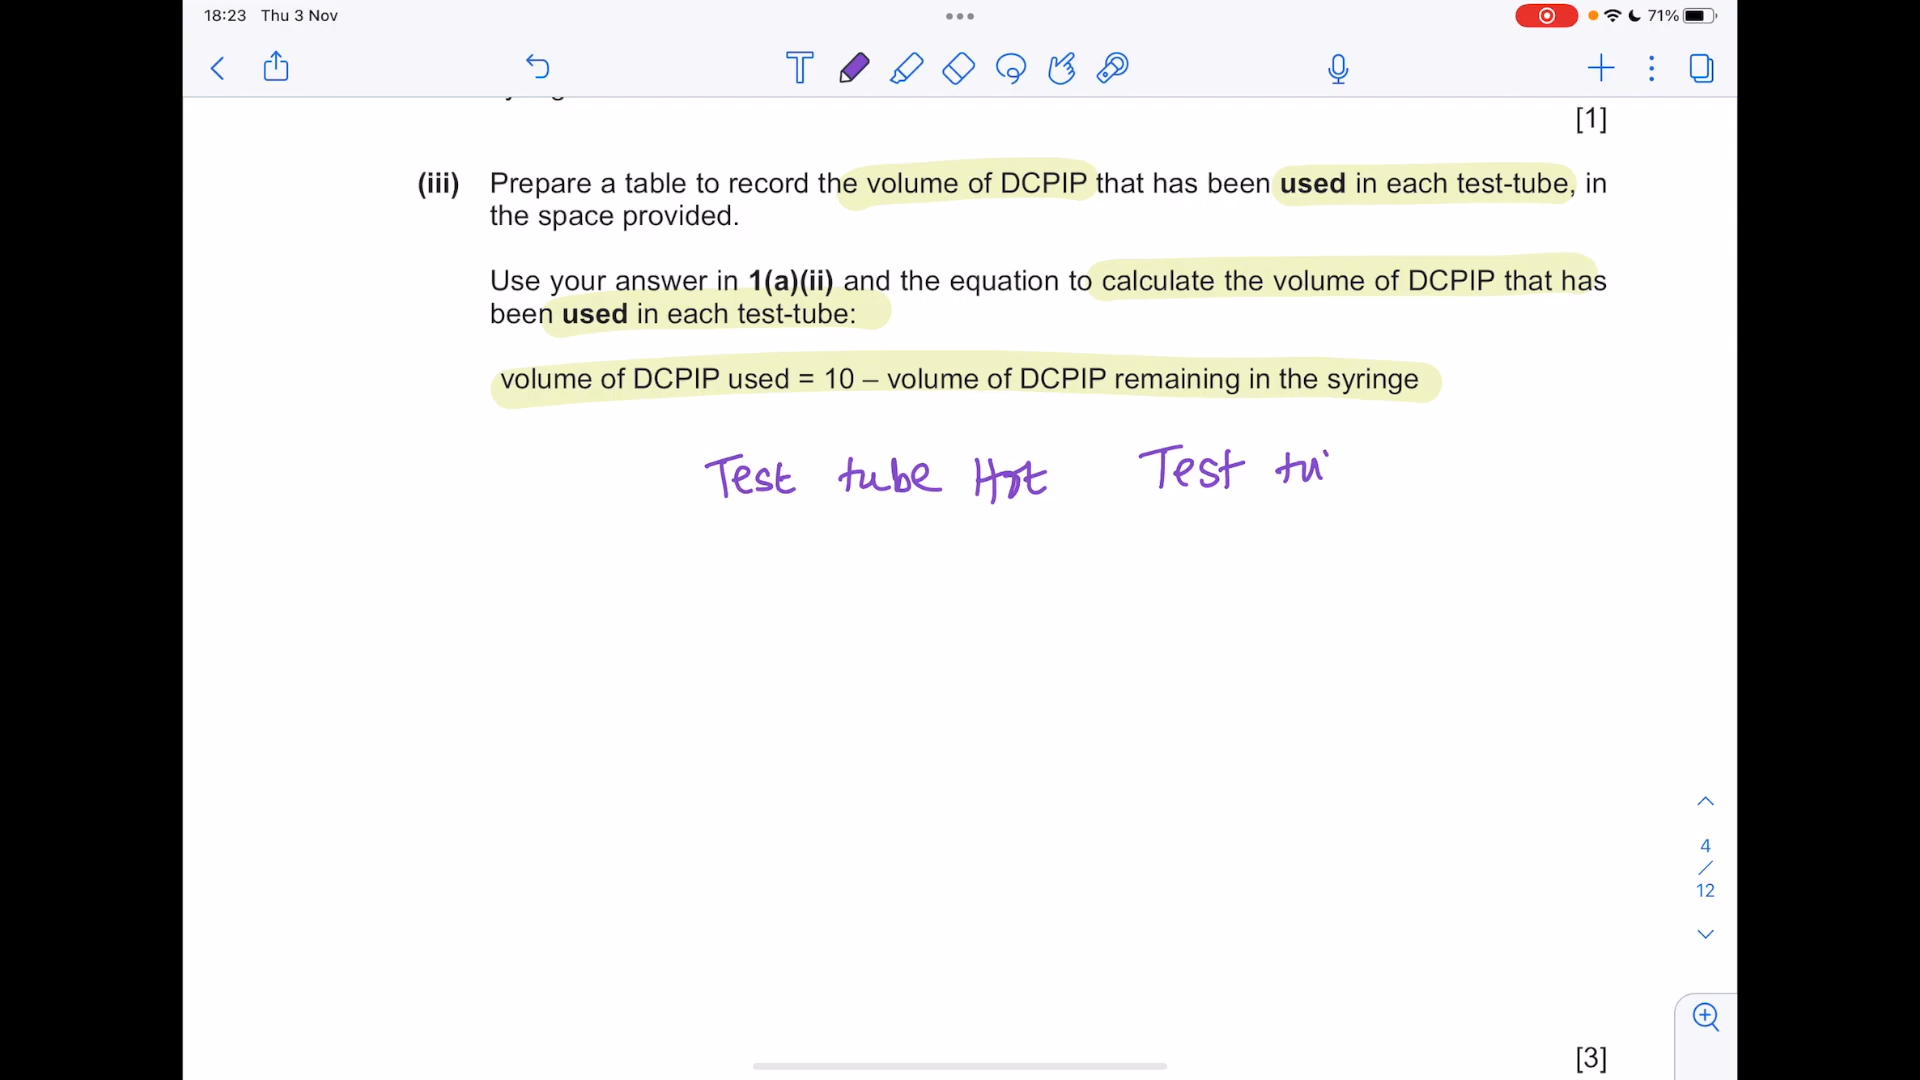 18:23 Thu 3 Nov 71%
[1]
(iii) Prepare a table to record the volume of DCPIP that has been used in each test-tube, in
the space provided.
Use your answer in 1(a)(ii) and the equation to calculate the volume of DCPIP that has
been used in each test-tube:
volume of DCPIP used = 10 – volume of DCPIP remaining in the syringe
Test tube Hot Test tu
4
/
12
[3]